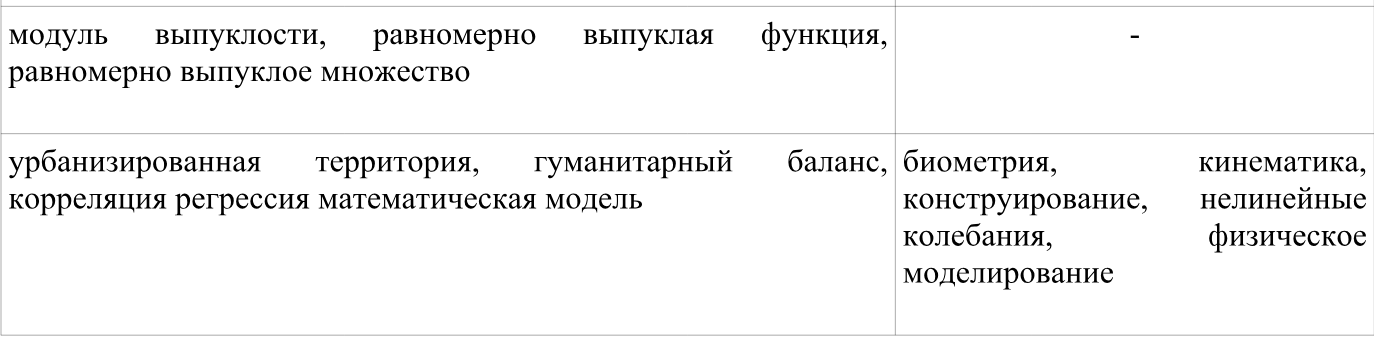 модуль выпуклости, равномерно выпуклая функция,
равномерно выпуклое множество
-
урбанизированная территория, гуманитарный баланс,
корреляция регрессия математическая модель
биометрия, кинематика,
конструирование, нелинейные
колебания, физическое
моделирование